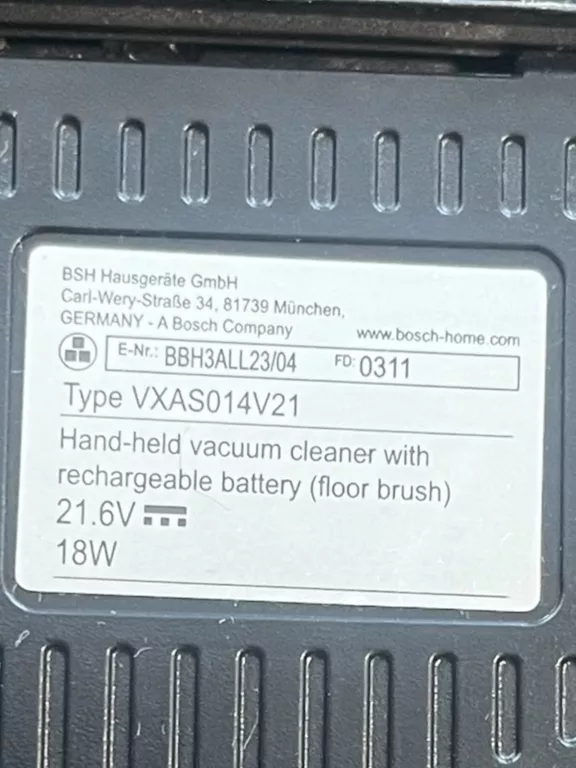 BSH Hausgeräte GmbH
Carl-Wery-Straße 34, 81739 München,
GERMANY - A Bosch Company
www.bosch-home.com
E-Nr.: BBH3ALL23/04 FD: 0311
Type VXAS014V21
Hand-held vacuum cleaner with
rechargeable battery (floor brush)
21.6V
18W